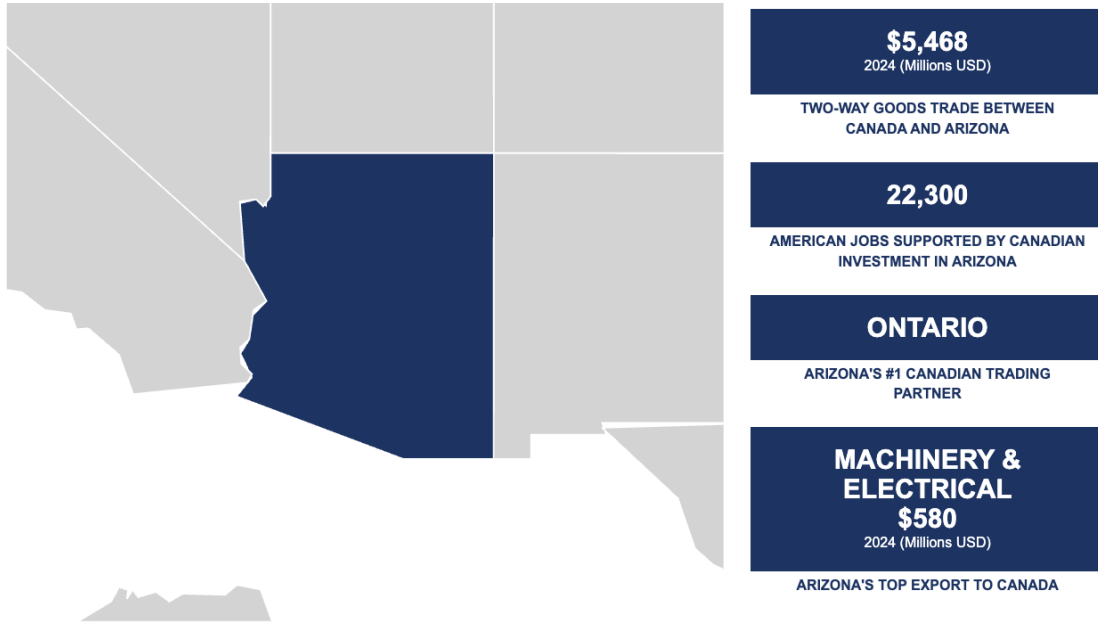 $5,468
2024 (Millions USD)
TWO-WAY GOODS TRADE BETWEEN
CANADA AND ARIZONA
22,300
AMERICAN JOBS SUPPORTED BY CANADIAN
INVESTMENT IN ARIZONA
ONTARIO
ARIZONA'S #1 CANADIAN TRADING
PARTNER
MACHINERY &
ELECTRICAL
$580
2024 (Millions USD)
ARIZONA'S TOP EXPORT TO CANADA